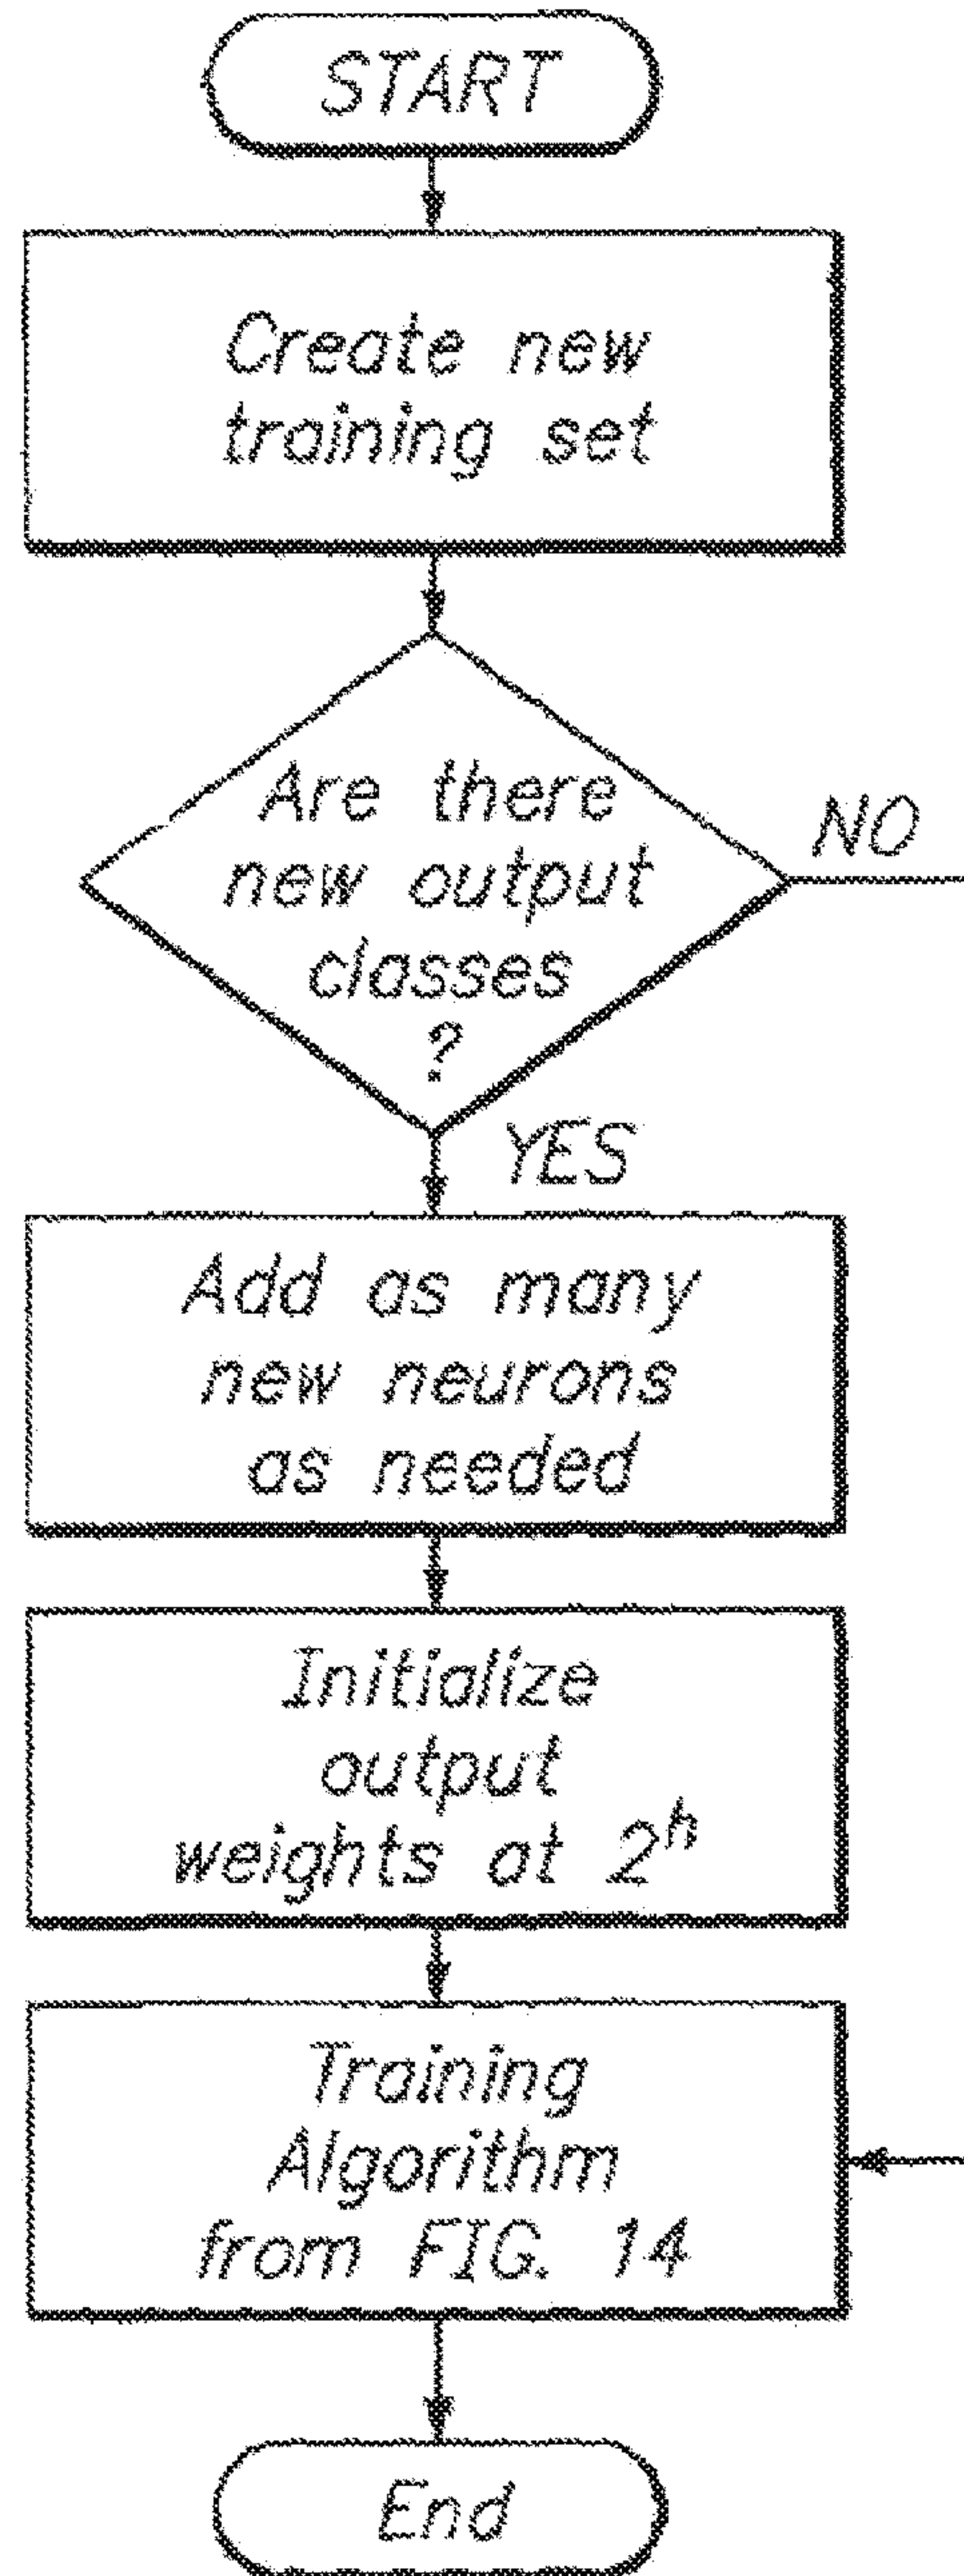 START
Create new
training set
Are there
new output
classes
?
NO
YES
Add as many
new neurons
as needed
Initialize
output
weights at 2ʰ
Training
Algorithm
from FIG. 14
End